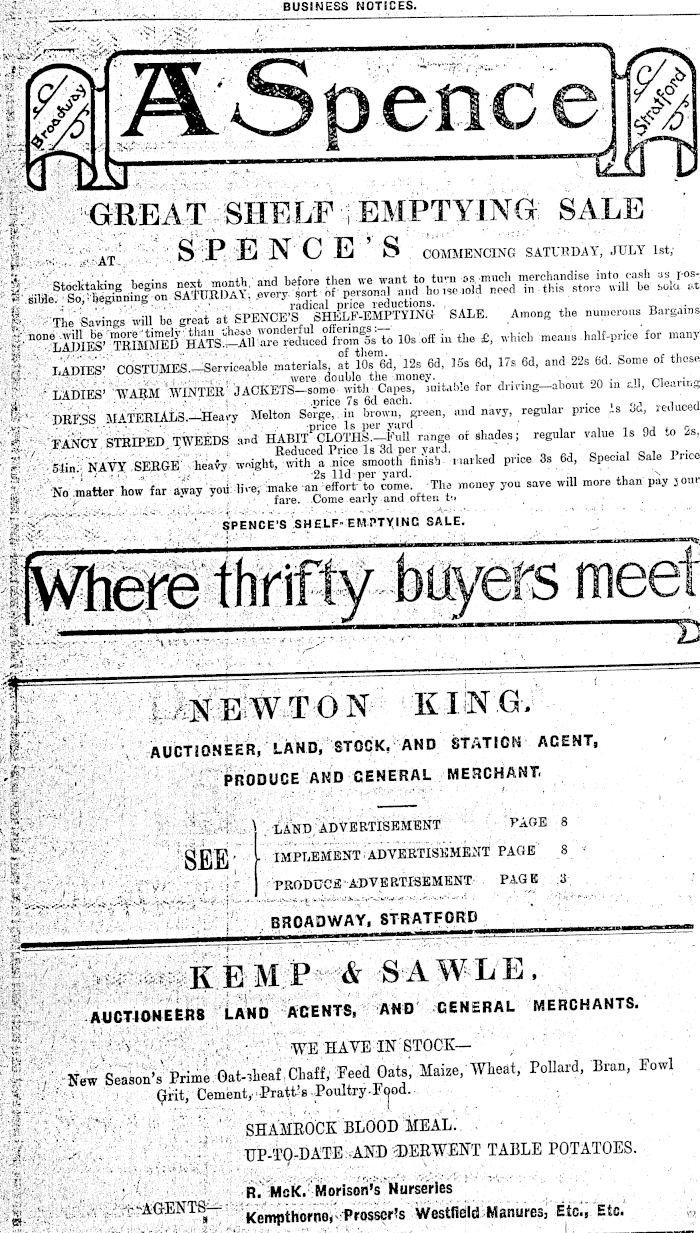 BUSINESS NOTICES.
Broadway
A Spence
Stratford
GREAT SHELF EMPTYING SALE
AT SPENCE'S COMMENCING SATURDAY, JULY 1st,
Stocktaking begins next month, and before then we want to turn as much merchandise into cash as pos-
sible. So, beginning on SATURDAY, every sort of personal and household need in this store will be sold at
radical price reductions.
The Savings will be great at SPENCE'S SHELF-EMPTYING SALE. Among the numerous Bargains
none will be more timely than these wonderful offerings:—
LADIES' TRIMMED HATS.—All are reduced from 5s to 10s off in the £, which means half-price for many
of them.
LADIES' COSTUMES.—Serviceable materials, at 10s 6d, 12s 6d, 15s 6d, 17s 6d, and 22s 6d. Some of these
were double the money.
LADIES' WARM WINTER JACKETS—some with Capes, suitable for driving—about 20 in all, Clearing
price 7s 6d each.
DRESS MATERIALS.—Heavy Melton Serge, in brown, green, and navy, regular price 1s 3d, reduced
price 1s per yard
FANCY STRIPED TWEEDS and HABIT CLOTHS.—Full range of shades; regular value 1s 9d to 2s,
Reduced Price 1s 3d per yard.
54in. NAVY SERGE heavy weight, with a nice smooth finish marked price 3s 6d, Special Sale Price
2s 11d per yard.
No matter how far away you live, make an effort to come. The money you save will more than pay your
fare. Come early and often to
SPENCE'S SHELF-EMPTYING SALE.
Where thrifty buyers meet
NEWTON KING.
AUCTIONEER, LAND, STOCK, AND STATION AGENT,
PRODUCE AND GENERAL MERCHANT.
SEE
LAND ADVERTISEMENT PAGE 8
IMPLEMENT ADVERTISEMENT PAGE 8
PRODUCE ADVERTISEMENT PAGE 3
BROADWAY, STRATFORD
KEMP & SAWLE,
AUCTIONEERS LAND AGENTS, AND GENERAL MERCHANTS.
WE HAVE IN STOCK—
New Season's Prime Oat-sheaf Chaff, Feed Oats, Maize, Wheat, Pollard, Bran, Fowl
Grit, Cement, Pratt's Poultry Food.
SHAMROCK BLOOD MEAL.
UP-TO-DATE AND DERWENT TABLE POTATOES.
AGENTS—
R. McK. Morison's Nurseries
Kempthorne, Prosser's Westfield Manures, Etc., Etc.